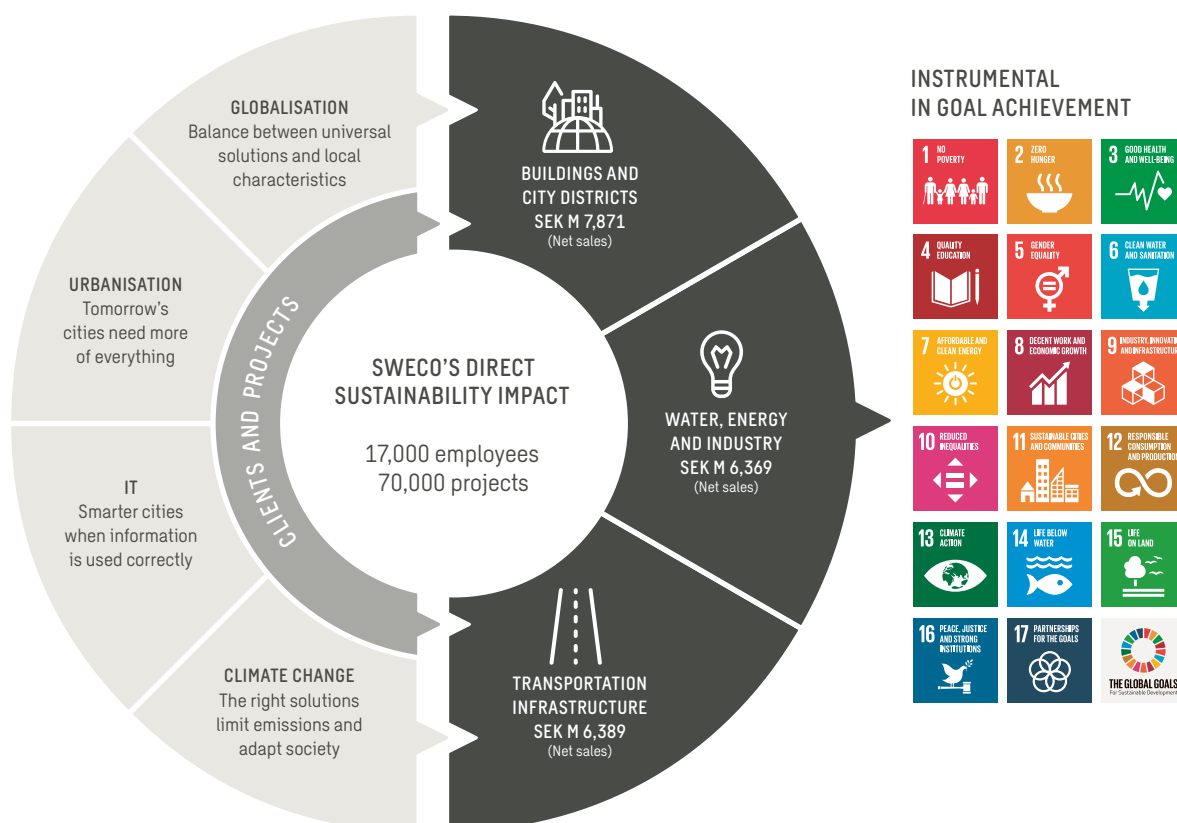 GLOBALISATION
Balance between universal
solutions and local
characteristics
URBANISATION
Tomorrow's
cities need more
of everything
IT
Smarter cities
when information
is used correctly
CLIMATE CHANGE
The right solutions
limit emissions and
adapt society
CLIENTS AND PROJECTS
SWECO'S DIRECT
SUSTAINABILITY IMPACT
17,000 employees
70,000 projects
BUILDINGS AND
CITY DISTRICTS
SEK M 7,871
(Net sales)
WATER, ENERGY
AND INDUSTRY
SEK M 6,369
(Net sales)
TRANSPORTATION
INFRASTRUCTURE
SEK M 6,389
(Net sales)
INSTRUMENTAL
IN GOAL ACHIEVEMENT
1 NO
POVERTY
2 ZERO
HUNGER
3 GOOD HEALTH
AND WELL-BEING
4 QUALITY
EDUCATION
5 GENDER
EQUALITY
6 CLEAN WATER
AND SANITATION
7 AFFORDABLE AND
CLEAN ENERGY
8 DECENT WORK AND
ECONOMIC GROWTH
9 INDUSTRY, INNOVATI
AND INFRASTRUCTUR
10 REDUCED
INEQUALITIES
11 SUSTAINABLE CITIES
AND COMMUNITIES
12 RESPONSIBLE
CONSUMPTION
AND PRODUCTIO
13 CLIMATE
ACTION
14 LIFE BELOW
WATER
15 LIFE
ON LAND
16 PEACE, JUSTICE
AND STRONG
INSTITUTIONS
17 PARTNERSHIPS
FOR THE GOALS
THE GLOBAL GOALS
For Sustainable Development